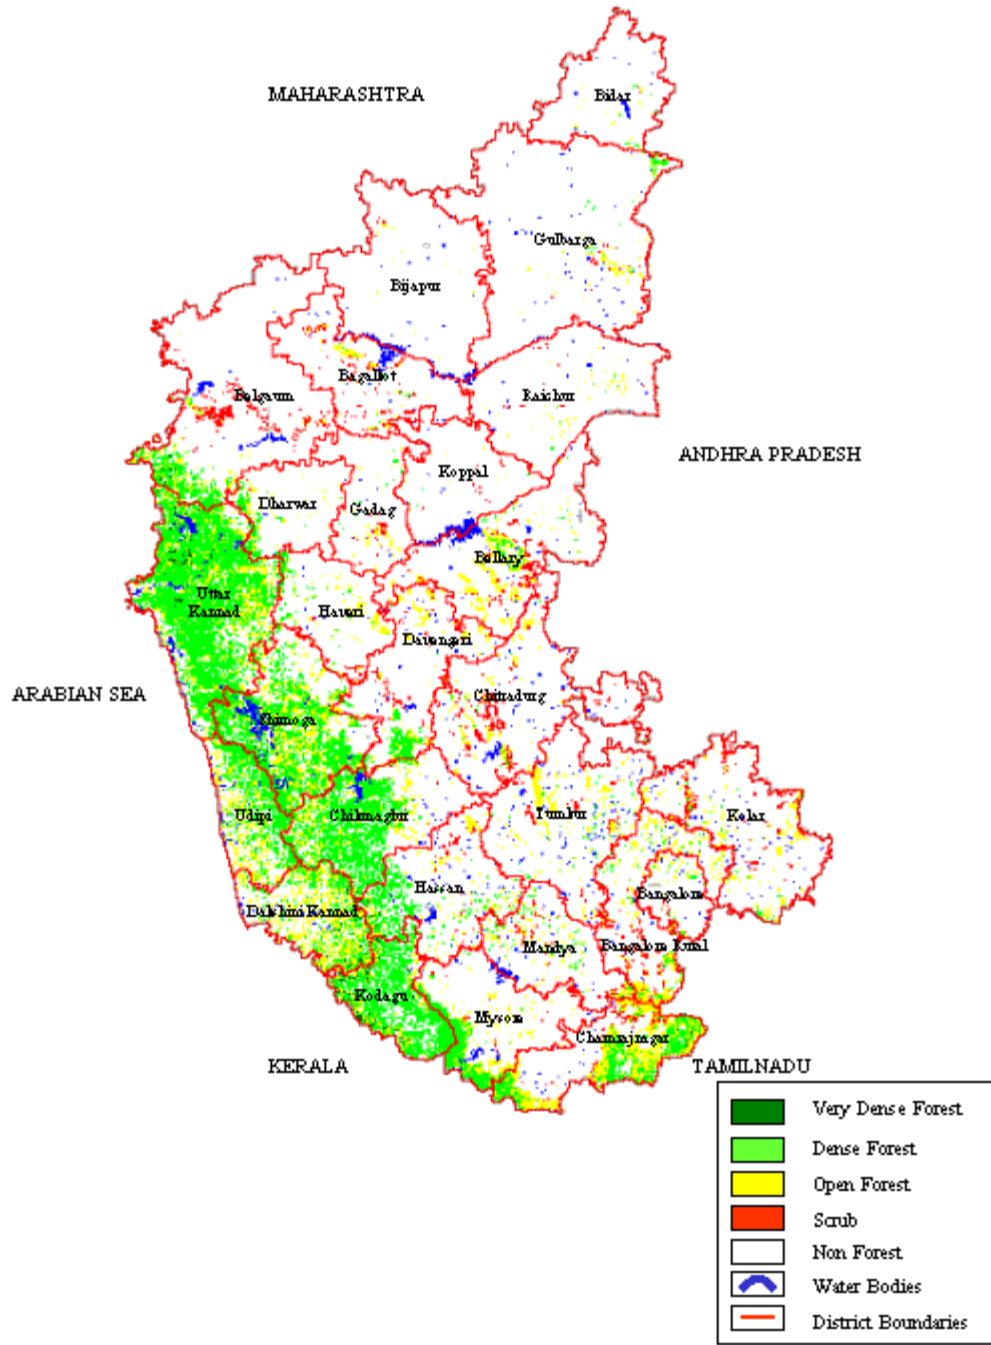 MAHARASHTRA
Bidar
Gulbarga
Bijapur
Bagalkot
Belgaum
Raichur
ANDHRA PRADESH
Koppal
Dharwar
Gadag
Bellary
Uttar
Kannad
Haveri
Davangari
ARABIAN SEA
Chitradurg
Shimoga
Udipi
Chikmaglur
Tumkur
Kolar
Hassan
Bangalore
Dakshini Kannad
Mandya
Bangalore Rural
Kodagu
Mysore
Chamrajnagar
KERALA
TAMILNADU
Very Dense Forest
Dense Forest
Open Forest
Scrub
Non Forest
Water Bodies
District Boundaries